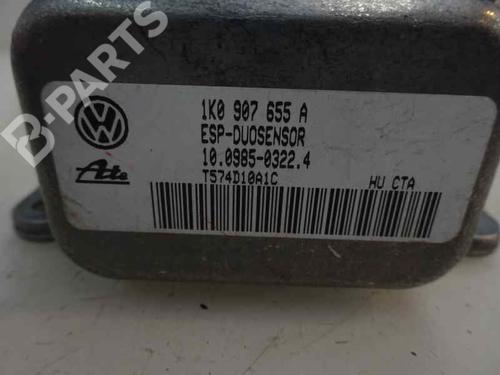 B-PARTS
1K0 907 655 A
ESP-DUOSENSOR
10.0985-0322.4
T574D10A1C HU CTA
Ate